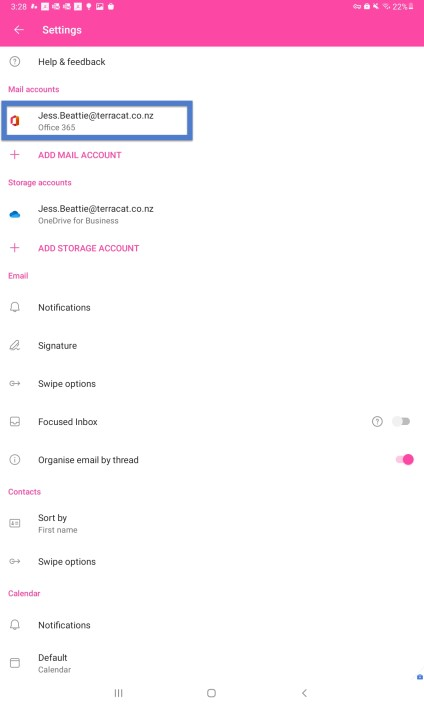 3:28
22%
Settings
Help & feedback
Mail accounts
Jess.Beattie@terracat.co.nz
Office 365
ADD MAIL ACCOUNT
Storage accounts
Jess.Beattie@terracat.co.nz
OneDrive for Business
ADD STORAGE ACCOUNT
Email
Notifications
Signature
Swipe options
Focused Inbox
Organise email by thread
Contacts
Sort by
First name
Swipe options
Calendar
Notifications
Default
Calendar